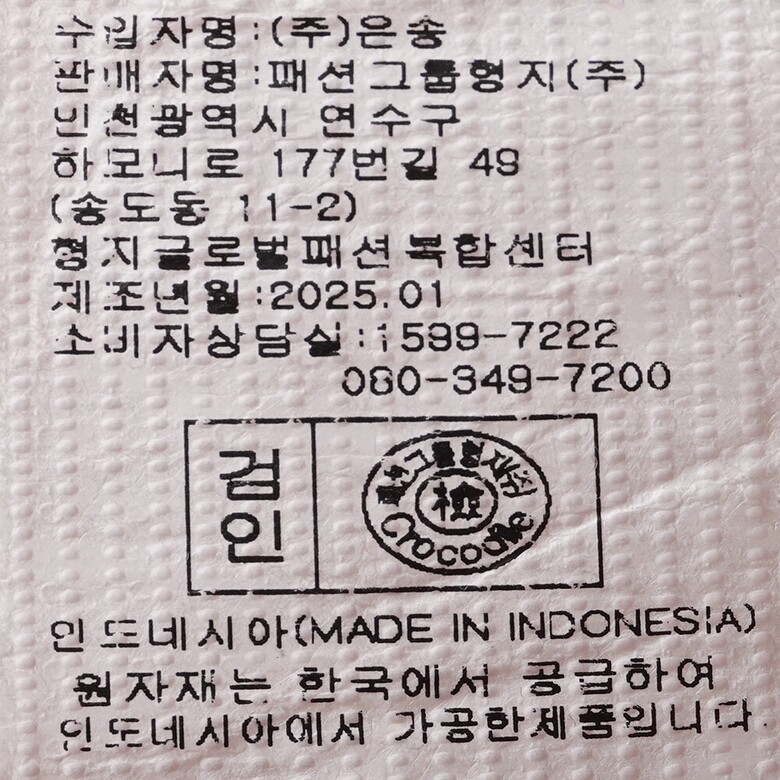 수입자명:(주)은송
판매자명:패션그룹형지(주)
인천광역시 연수구
하모니로 177번길 49
(송도동 11-2)
형지글로벌패션복합센터
제조년월:2025.01
소비자상담실:1599-7222
080-349-7200
검인
패션그룹형지(주)
檢
Crocodile
인도네시아(MADE IN INDONESIA)
원자재는 한국에서 공급하여
인도네시아에서 가공한제품입니다.